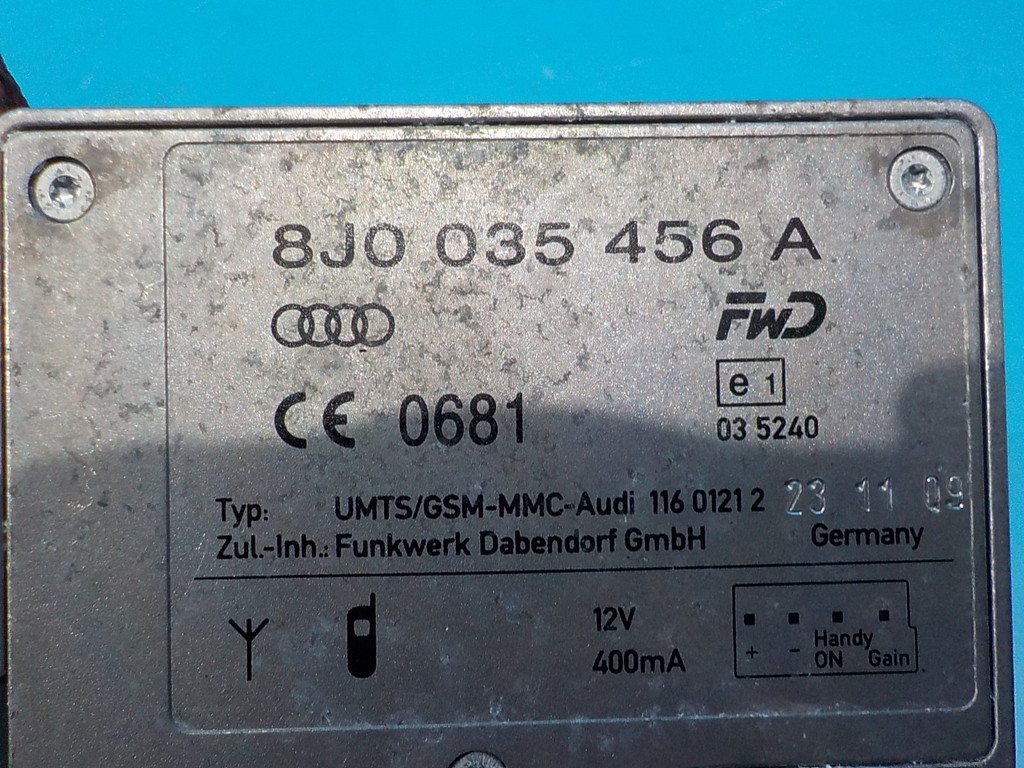 8J0 035 456 A
FWD
CE 0681
e 1
03 5240
Typ: UMTS/GSM-MMC-Audi 116 0121 2 23 11 09
Zul.-Inh.: Funkwerk Dabendorf GmbH Germany
12V
400mA
+ - Handy ON Gain